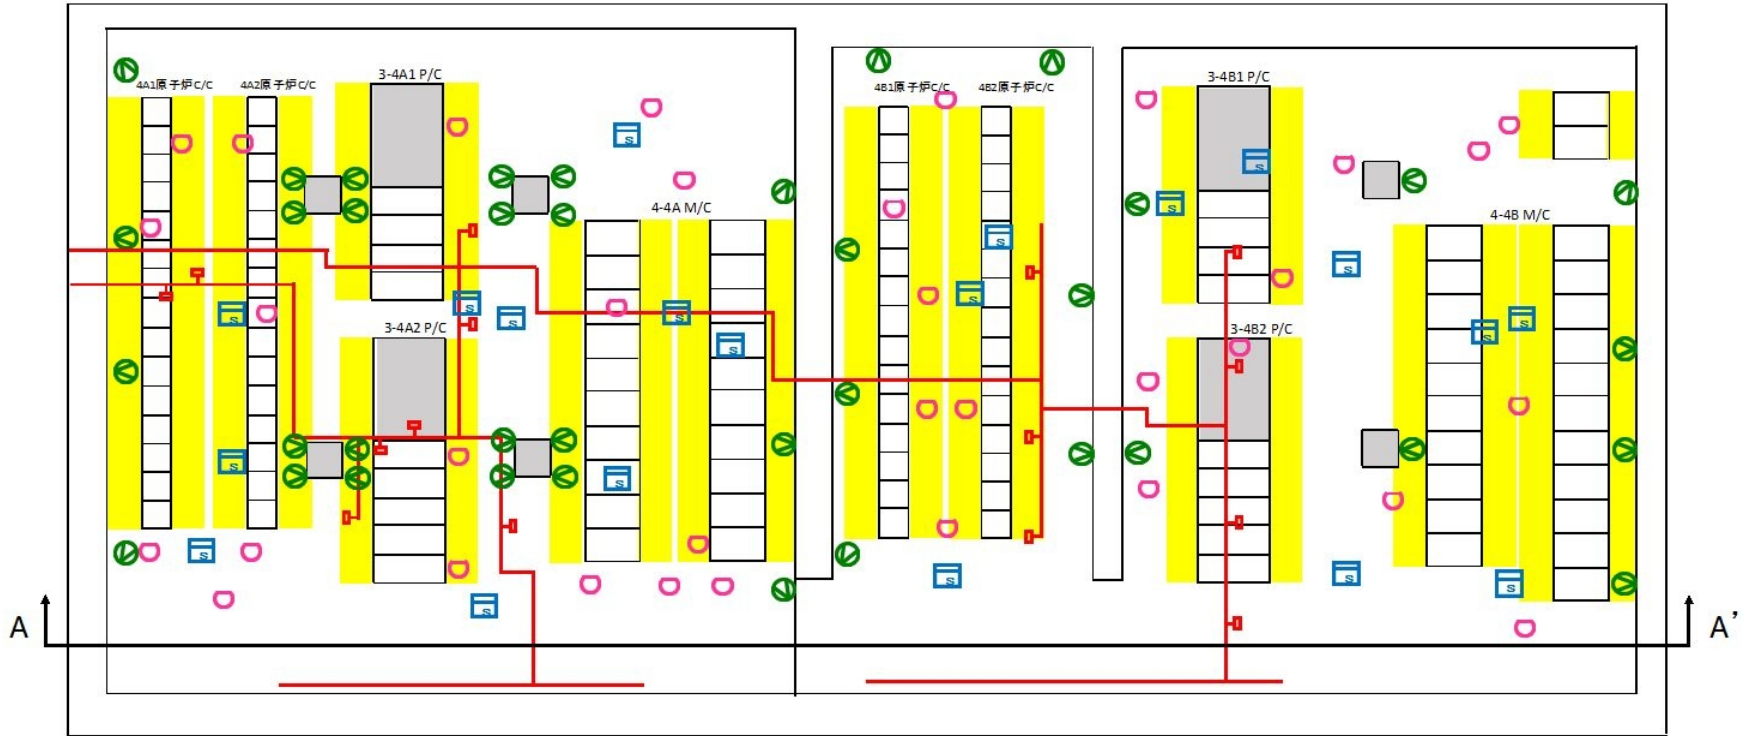 3-4A1 P/C
3-4B1 P/C
4A1原子炉C/C
4A2原子炉C/C
4B1原子炉C/C
4B2原子炉C/C
S
S
S
4-4A M/C
4-4B M/C
S
S
S
S
S
S
S
S
S
S
3-4A2 P/C
3-4B2 P/C
S
S
S
S
S
S
S
S
A
A'